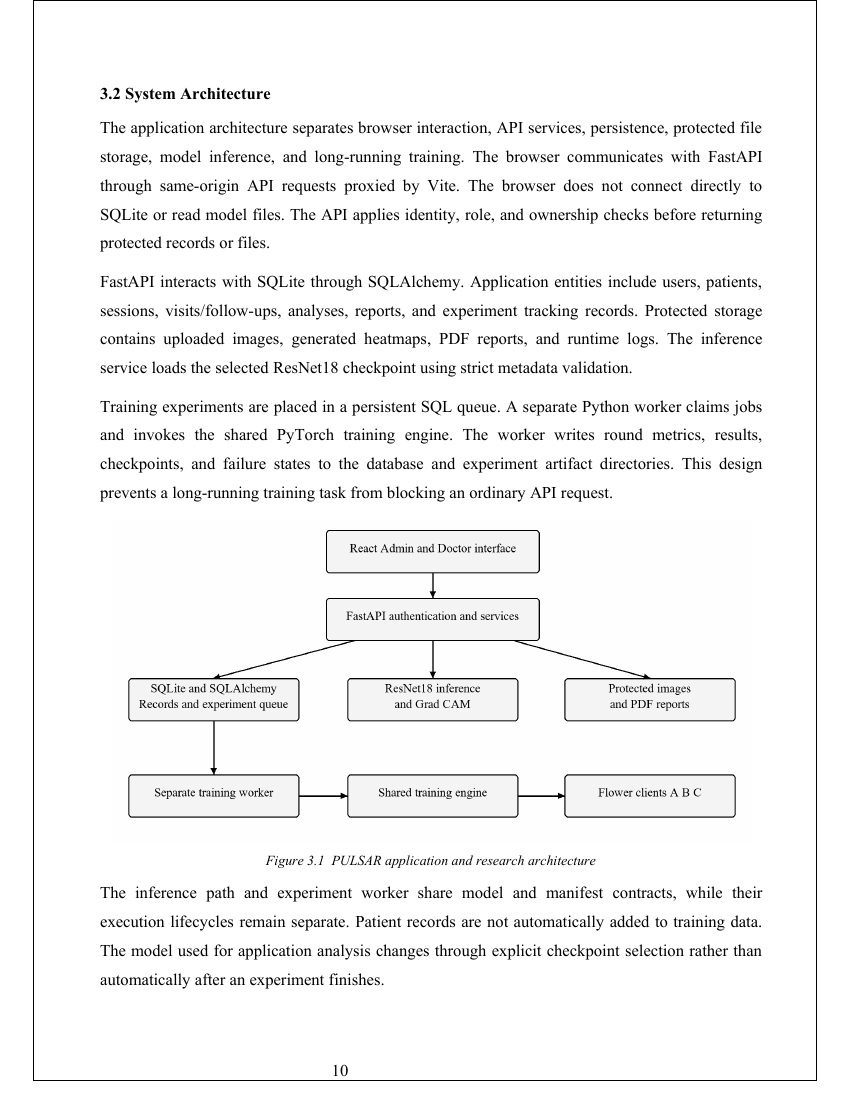 3.2 System Architecture
The application architecture separates browser interaction, API services, persistence, protected file
storage, model inference, and long-running training. The browser communicates with FastAPI
through same-origin API requests proxied by Vite. The browser does not connect directly to
SQLite or read model files. The API applies identity, role, and ownership checks before returning
protected records or files.
FastAPI interacts with SQLite through SQLAlchemy. Application entities include users, patients,
sessions, visits/follow-ups, analyses, reports, and experiment tracking records. Protected storage
contains uploaded images, generated heatmaps, PDF reports, and runtime logs. The inference
service loads the selected ResNet18 checkpoint using strict metadata validation.
Training experiments are placed in a persistent SQL queue. A separate Python worker claims jobs
and invokes the shared PyTorch training engine. The worker writes round metrics, results,
checkpoints, and failure states to the database and experiment artifact directories. This design
prevents a long-running training task from blocking an ordinary API request.
React Admin and Doctor interface
FastAPI authentication and services
SQLite and SQLAlchemy
Records and experiment queue
ResNet18 inference
and Grad CAM
Protected images
and PDF reports
Separate training worker
Shared training engine
Flower clients A B C
Figure 3.1 PULSAR application and research architecture
The inference path and experiment worker share model and manifest contracts, while their
execution lifecycles remain separate. Patient records are not automatically added to training data.
The model used for application analysis changes through explicit checkpoint selection rather than
automatically after an experiment finishes.
10